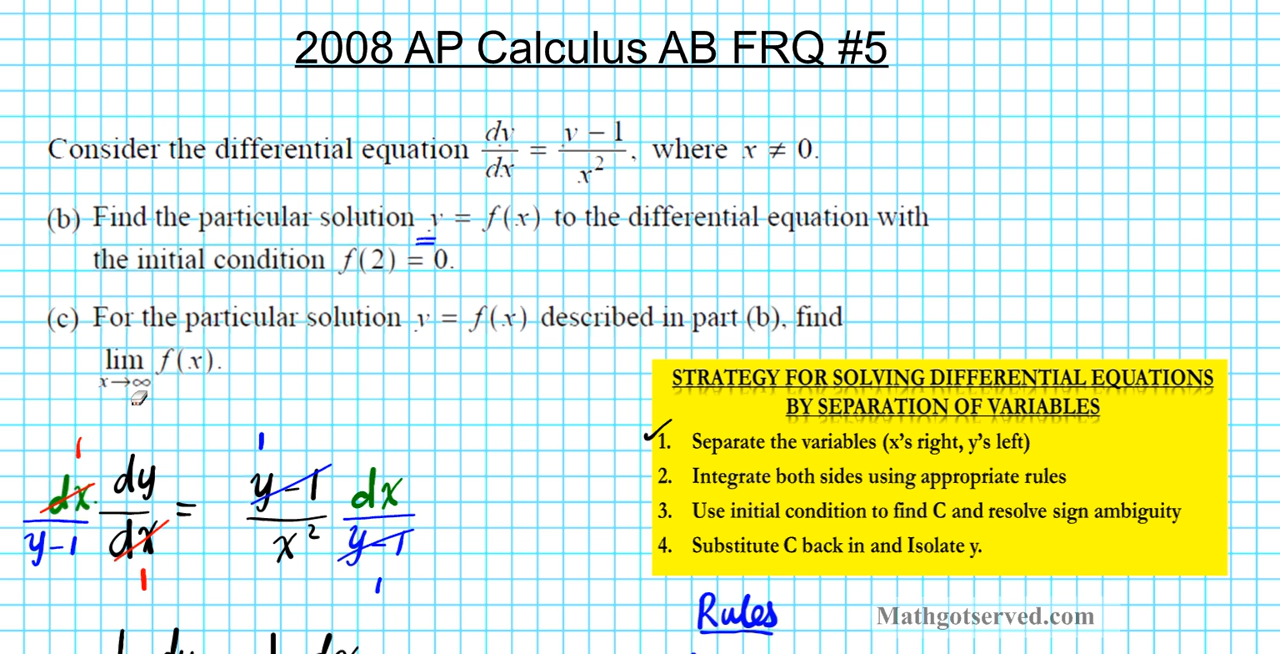 2008 AP Calculus AB FRQ #5
Consider the differential equation dy/dx = (y − 1)/x², where x ≠ 0.
(b) Find the particular solution y = f(x) to the differential equation with
the initial condition f(2) = 0.
(c) For the particular solution y = f(x) described in part (b), find
lim x→∞ f(x).
STRATEGY FOR SOLVING DIFFERENTIAL EQUATIONS
BY SEPARATION OF VARIABLES
1. Separate the variables (x's right, y's left)
2. Integrate both sides using appropriate rules
3. Use initial condition to find C and resolve sign ambiguity
4. Substitute C back in and Isolate y.
1 1
dx/(y-1) · dy/dx = (y-1)/x² dx/(y-1)
1 1
Rules
Mathgotserved.com